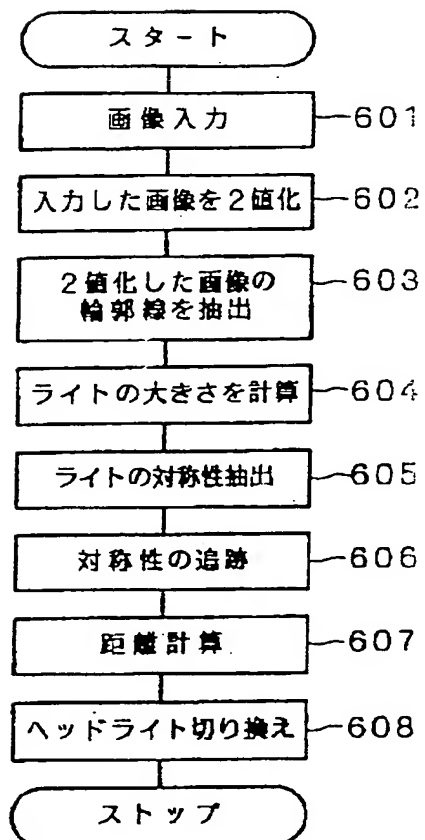 スタート
画像入力 601
入力した画像を2値化 602
2値化した画像の 603
輪郭線を抽出
ライトの大きさを計算 604
ライトの対称性抽出 605
対称性の追跡 606
距離計算 607
ヘッドライト切り換え 608
ストップ